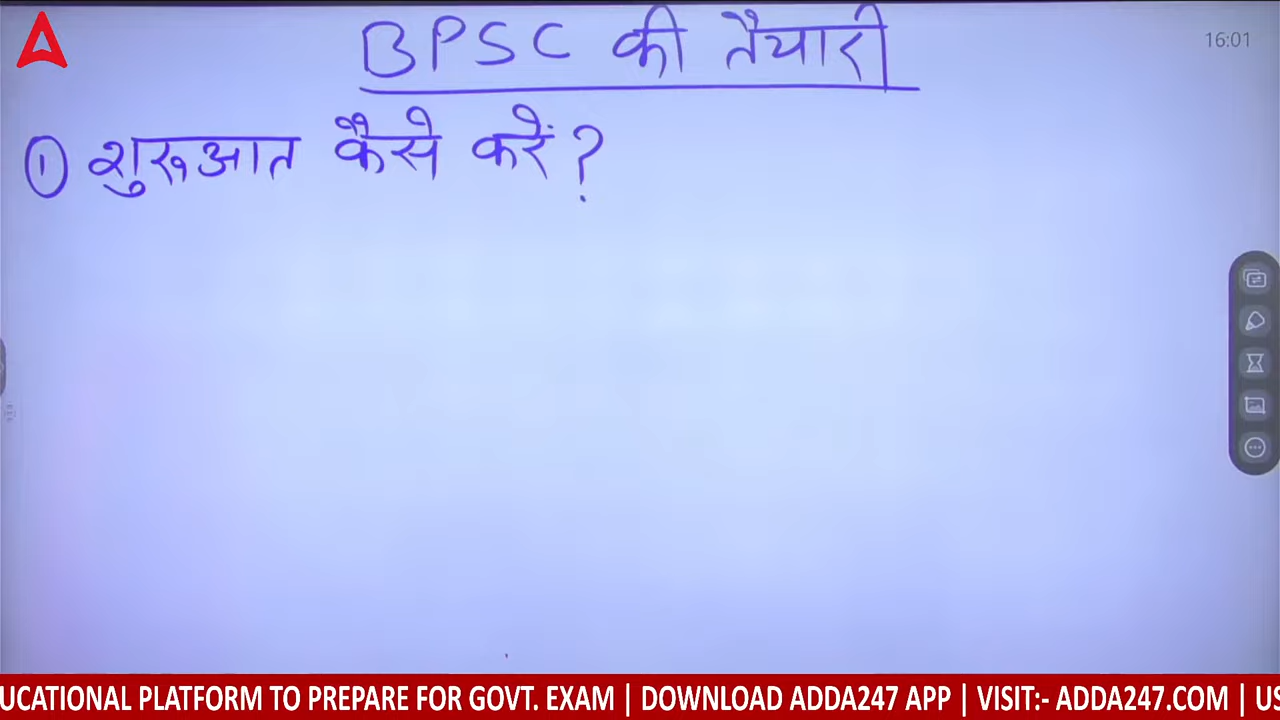 BPSC की तैयारी
16:01
① शुरूआत कैसे करें?
UCATIONAL PLATFORM TO PREPARE FOR GOVT. EXAM | DOWNLOAD ADDA247 APP | VISIT:- ADDA247.COM | US